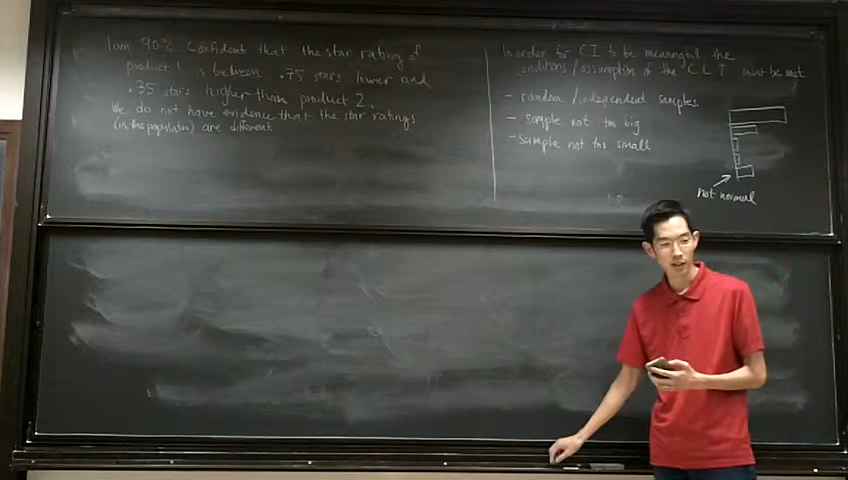 I am 90% Confident that the star rating of
product 1 is between .75 stars lower and
.35 stars higher than product 2.
We do not have evidence that the star ratings
(in the population) are different
In order for CI to be meaningful the
conditions/assumption of the CLT must be met
- random/independent samples
- sample not too big
- sample not too small
not normal